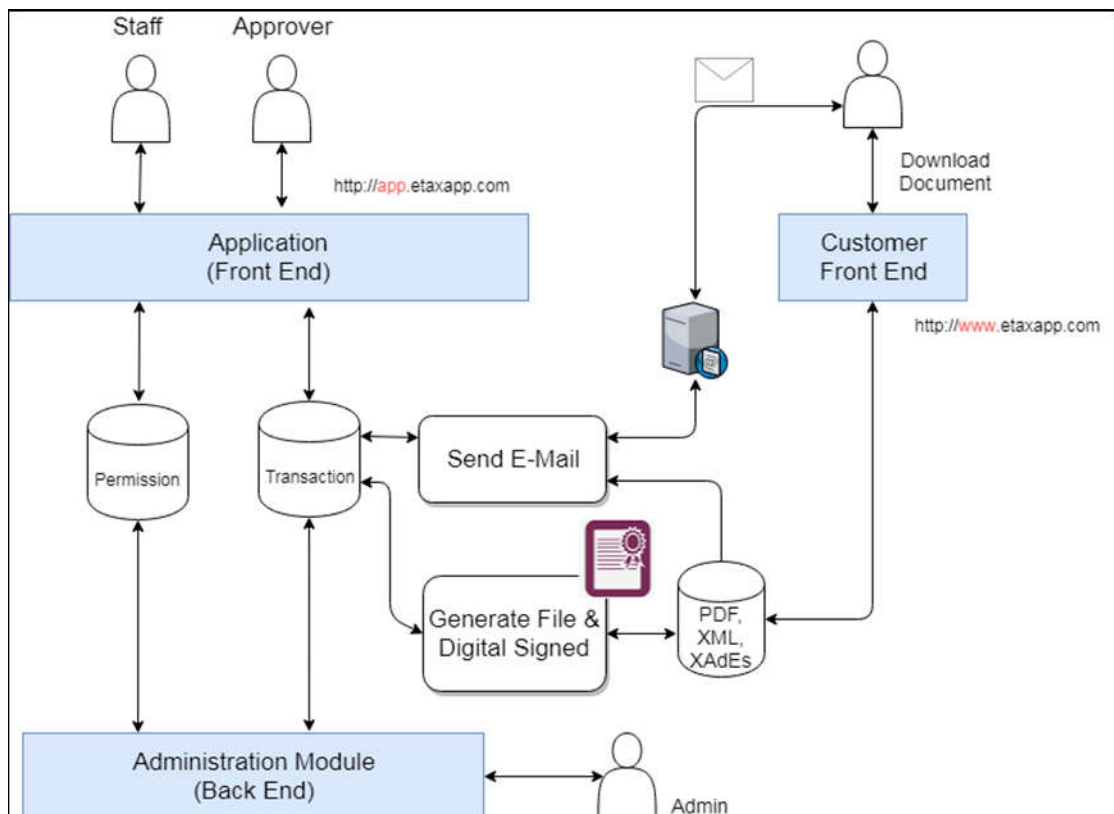 Staff
Approver
http://app.etaxapp.com
Download
Document
Application
(Front End)
Customer
Front End
http://www.etaxapp.com
Permission
Transaction
Send E-Mail
Generate File &
Digital Signed
PDF,
XML,
XAdEs
Administration Module
(Back End)
Admin